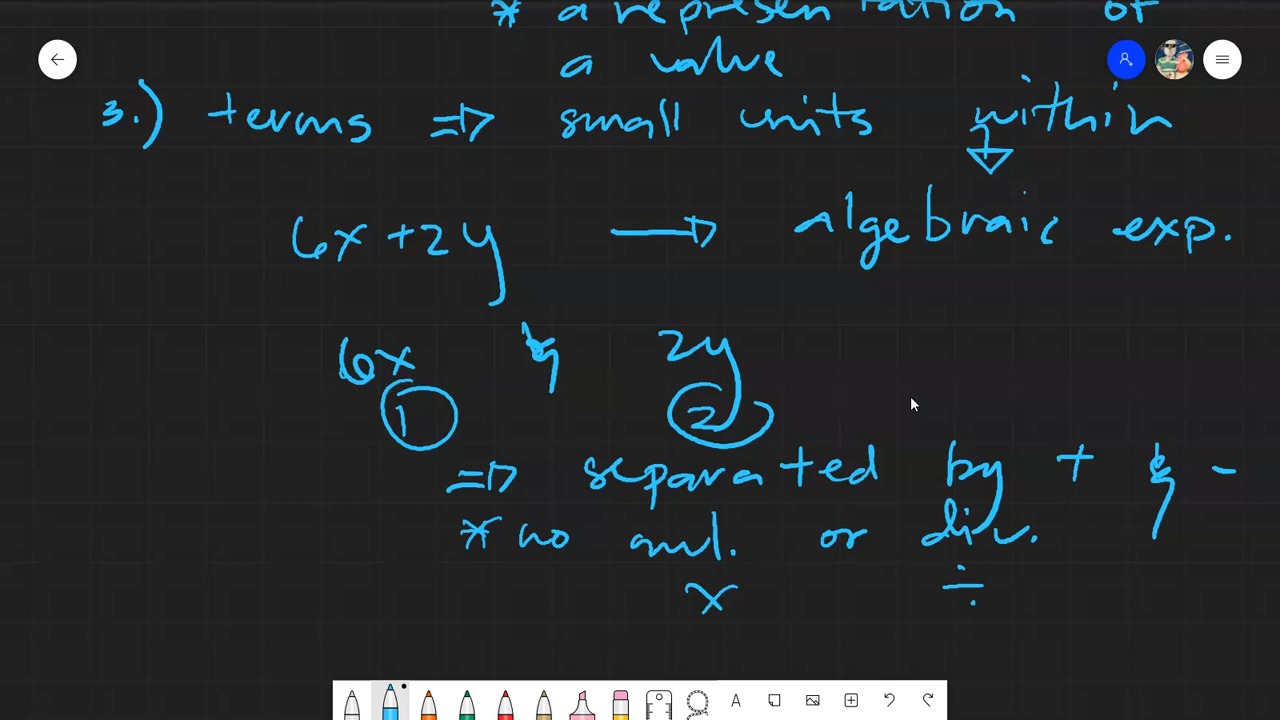 * a representation of
a value
3.) terms ⇒ small units within
6x + 2y → algebraic exp.
6x & 2y
1 2
⇒ separated by + & -
* no mul. or div.
x ÷
A